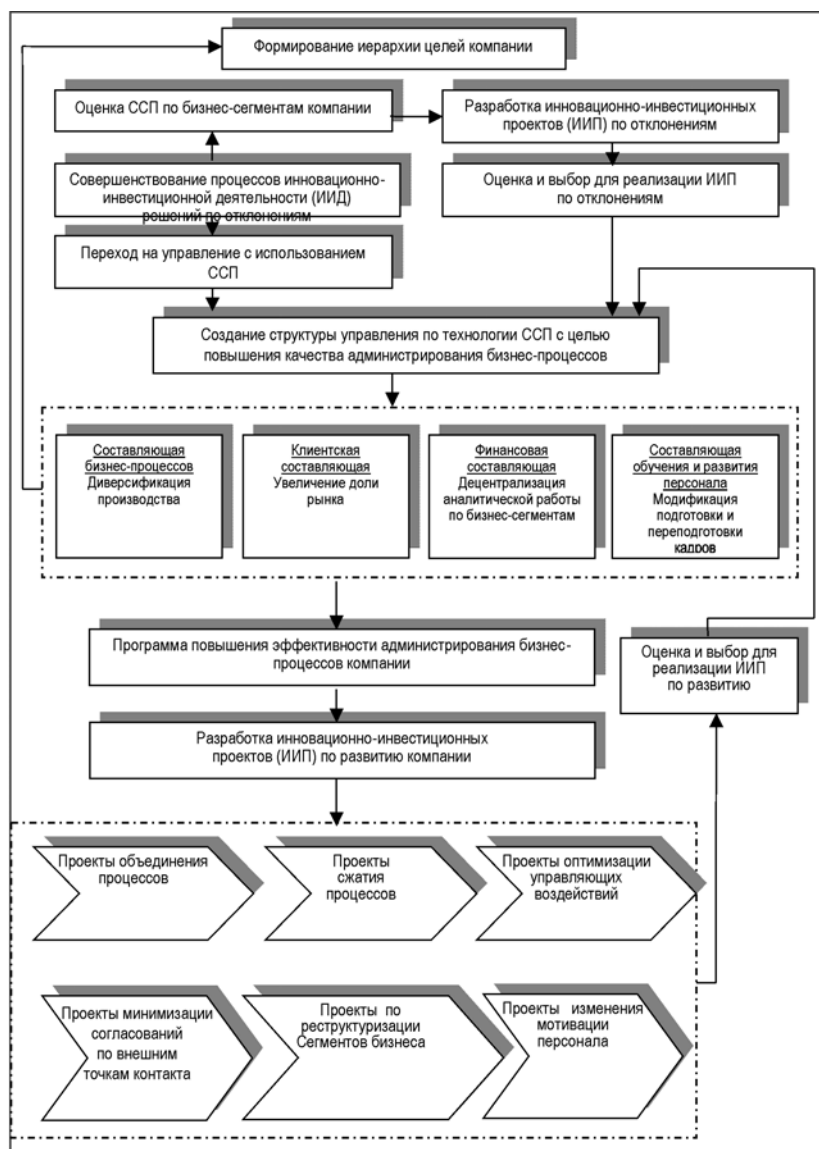 Формирование иерархии целей компании
Оценка ССП по бизнес-сегментам компании
Разработка инновационно-инвестиционных
проектов (ИИП) по отклонениям
Совершенствование процессов инновационно-
инвестиционной деятельности (ИИД)
решений по отклонениям
Оценка и выбор для реализации ИИП
по отклонениям
Переход на управление с использованием
ССП
Создание структуры управления по технологии ССП с целью
повышения качества администрирования бизнес-процессов
Составляющая
бизнес-процессов
Диверсификация
производства
Клиентская
составляющая
Увеличение доли
рынка
Финансовая
составляющая
Децентрализация
аналитической работы
по бизнес-сегментам
Составляющая
обучения и развития
персонала
Модификация
подготовки и
переподготовки
кадров
Программа повышения эффективности администрирования бизнес-
процессов компании
Оценка и выбор для
реализации ИИП
по развитию
Разработка инновационно-инвестиционных
проектов (ИИП) по развитию компании
Проекты объединения
процессов
Проекты
сжатия
процессов
Проекты оптимизации
управляющих
воздействий
Проекты минимизации
согласований
по внешним
точкам контакта
Проекты по
реструктуризации
Сегментов бизнеса
Проекты изменения
мотивации
персонала